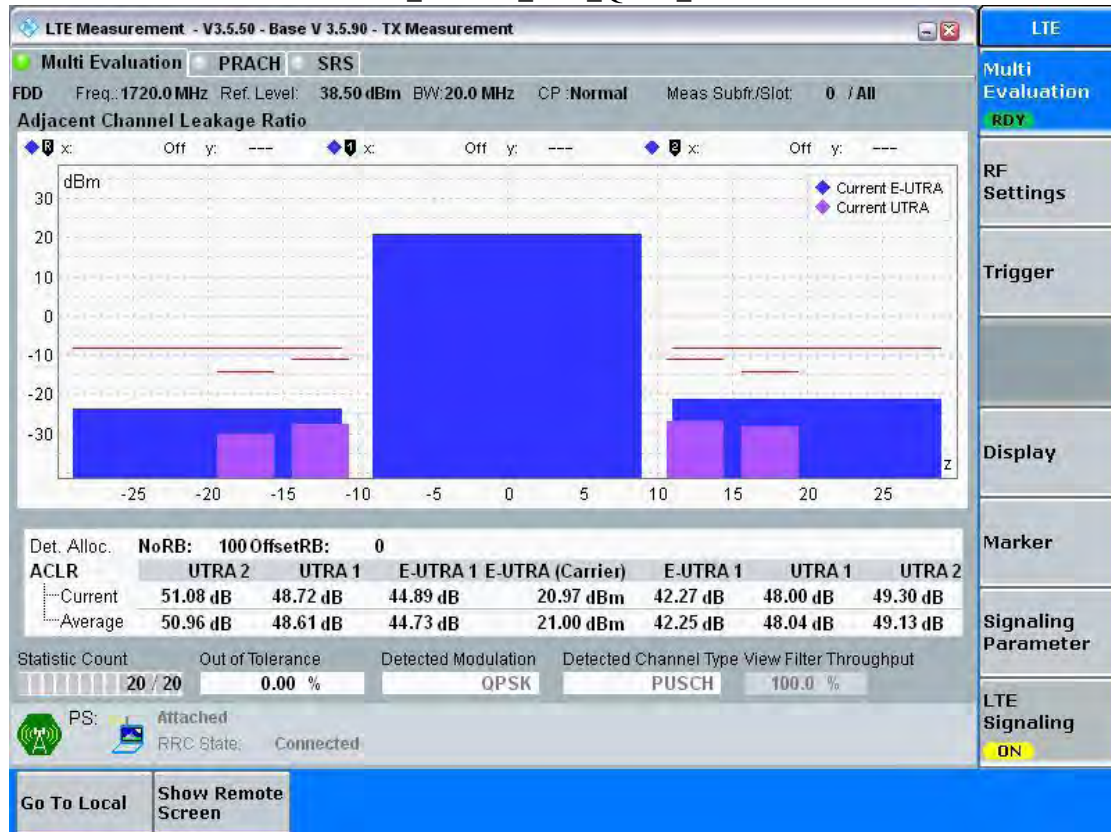 LTE Measurement - V3.5.50 - Base V 3.5.90 - TX Measurement
LTE
Multi Evaluation PRACH SRS
Multi Evaluation
RDY
FDD Freq.: 1720.0 MHz Ref. Level: 38.50 dBm BW: 20.0 MHz CP :Normal Meas Subfr./Slot: 0 / All
Adjacent Channel Leakage Ratio
R x: Off y: --- 1 x: Off y: --- 2 x: Off y: ---
dBm
Current E-UTRA
Current UTRA
30
20
10
0
-10
-20
-30
z
-25 -20 -15 -10 -5 0 5 10 15 20 25
RF Settings
Trigger
Display
Marker
Signaling Parameter
LTE Signaling
ON
Det. Alloc. NoRB: 100 OffsetRB: 0
ACLR UTRA 2 UTRA 1 E-UTRA 1 E-UTRA (Carrier) E-UTRA 1 UTRA 1 UTRA 2
Current 51.08 dB 48.72 dB 44.89 dB 20.97 dBm 42.27 dB 48.00 dB 49.30 dB
Average 50.96 dB 48.61 dB 44.73 dB 21.00 dBm 42.25 dB 48.04 dB 49.13 dB
Statistic Count Out of Tolerance Detected Modulation Detected Channel Type View Filter Throughput
20 / 20 0.00 % QPSK PUSCH 100.0 %
PS: Attached
RRC State: Connected
Go To Local
Show Remote Screen